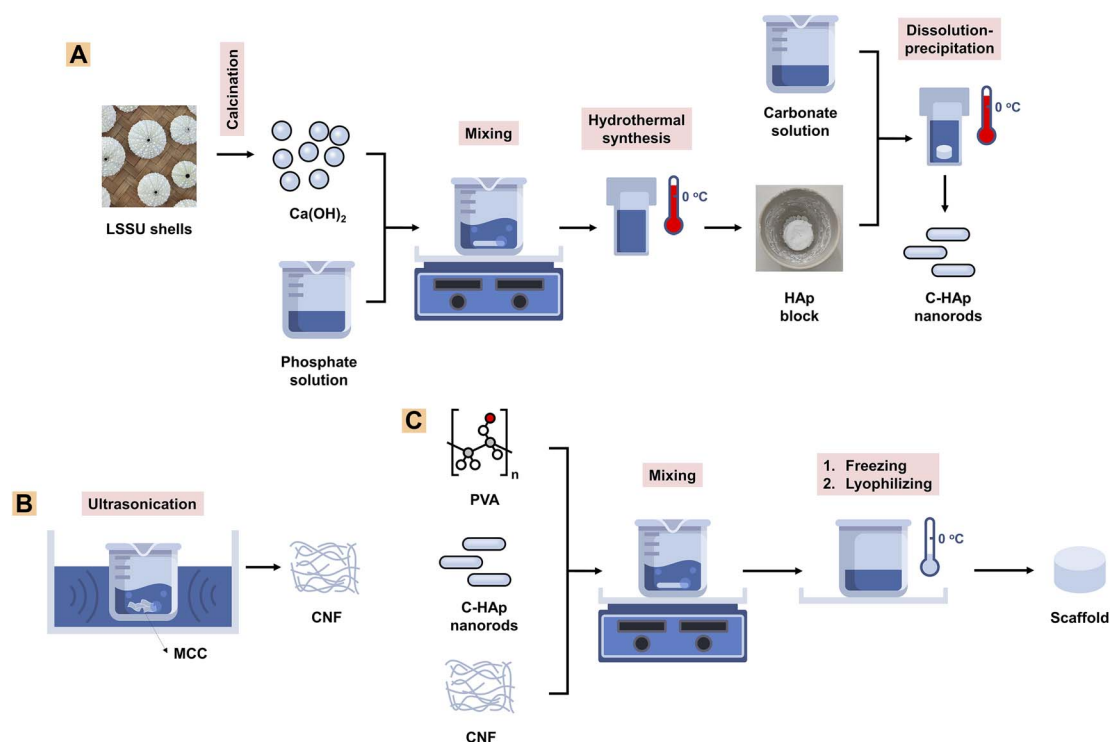 A
Calcination
LSSU shells
Ca(OH)2
Phosphate
solution
Mixing
Hydrothermal
synthesis
0 °C
Carbonate
solution
HAp
block
Dissolution-
precipitation
0 °C
C-HAp
nanorods
B
Ultrasonication
MCC
CNF
C
n
PVA
C-HAp
nanorods
CNF
Mixing
1. Freezing
2. Lyophilizing
0 °C
Scaffold